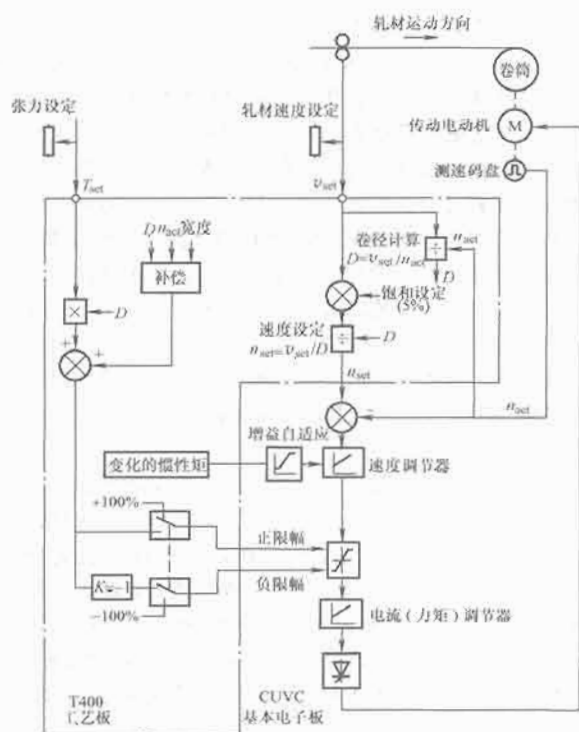 轧材运动方向
卷筒
张力设定
轧材速度设定
传动电动机
M
测速码盘
Tset
vset
D nact 宽度
卷径计算
nact
÷
D=vset/nact
D
补偿
饱和设定
(5%)
×
D
速度设定
÷
D
nset=vset/D
nset
+
+
-
nact
增益自适应
变化的惯性矩
速度调节器
+100%
正限幅
K=-1
负限幅
-100%
电流(力矩)调节器
T400
工艺板
CUVC
基本电子板